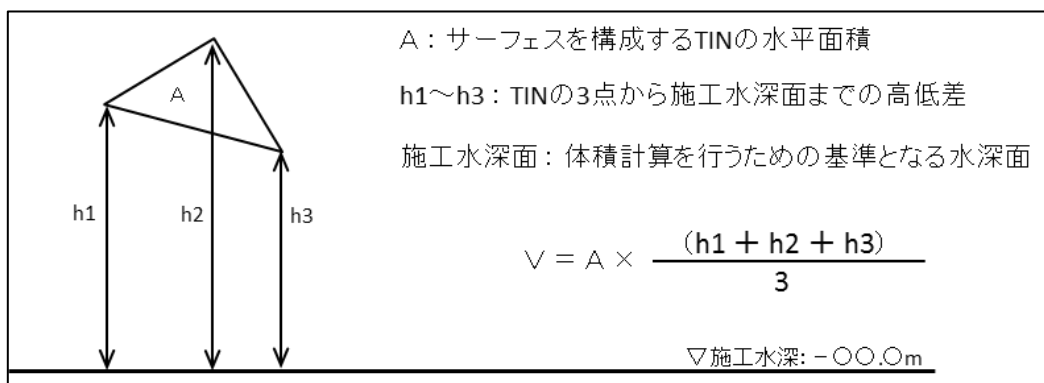 A：サーフェスを構成するTINの水平面積
h1～h3：TINの3点から施工水深面までの高低差
施工水深面：体積計算を行うための基準となる水深面
A
h1
h2
h3
V = A × (h1 + h2 + h3)
3
▽施工水深:－○○.○m